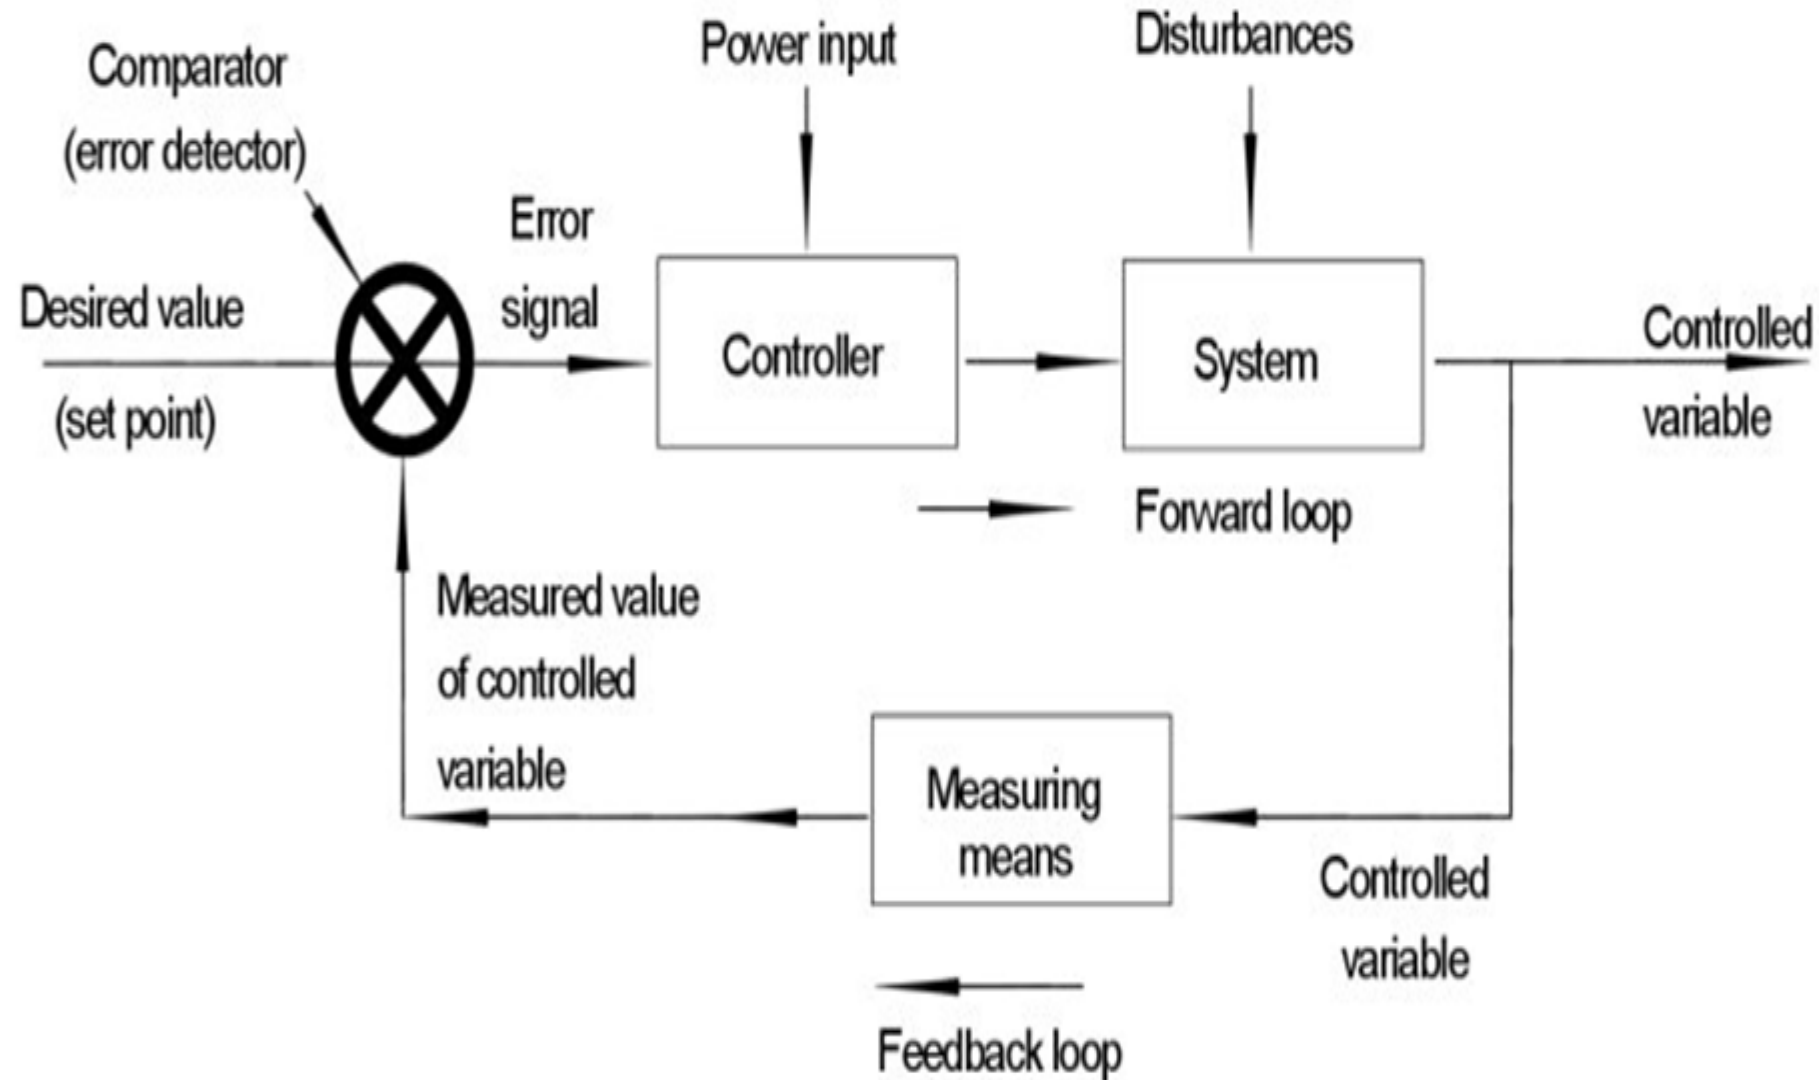 Comparator
(error detector)
Power input
Disturbances
Error
signal
Desired value
(set point)
Controller
System
Controlled
variable
Forward loop
Measured value
of controlled
variable
Measuring
means
Controlled
variable
Feedback loop